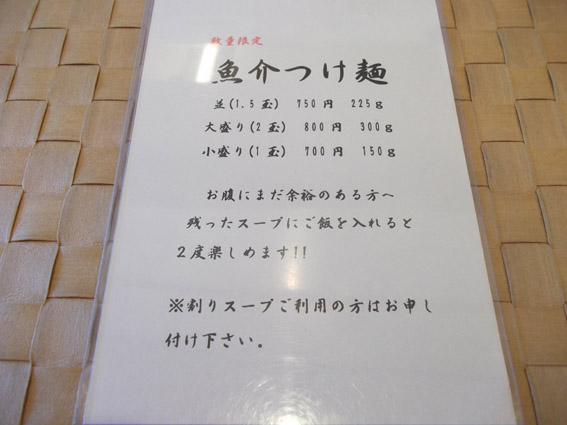 数量限定
魚介つけ麺
並(1.5玉) 750円 225g
大盛り(2玉) 800円 300g
小盛り(1玉) 700円 150g
お腹にまだ余裕のある方へ
残ったスープにご飯を入れると
2度楽しめます!!
※割りスープご利用の方はお申し
付け下さい。